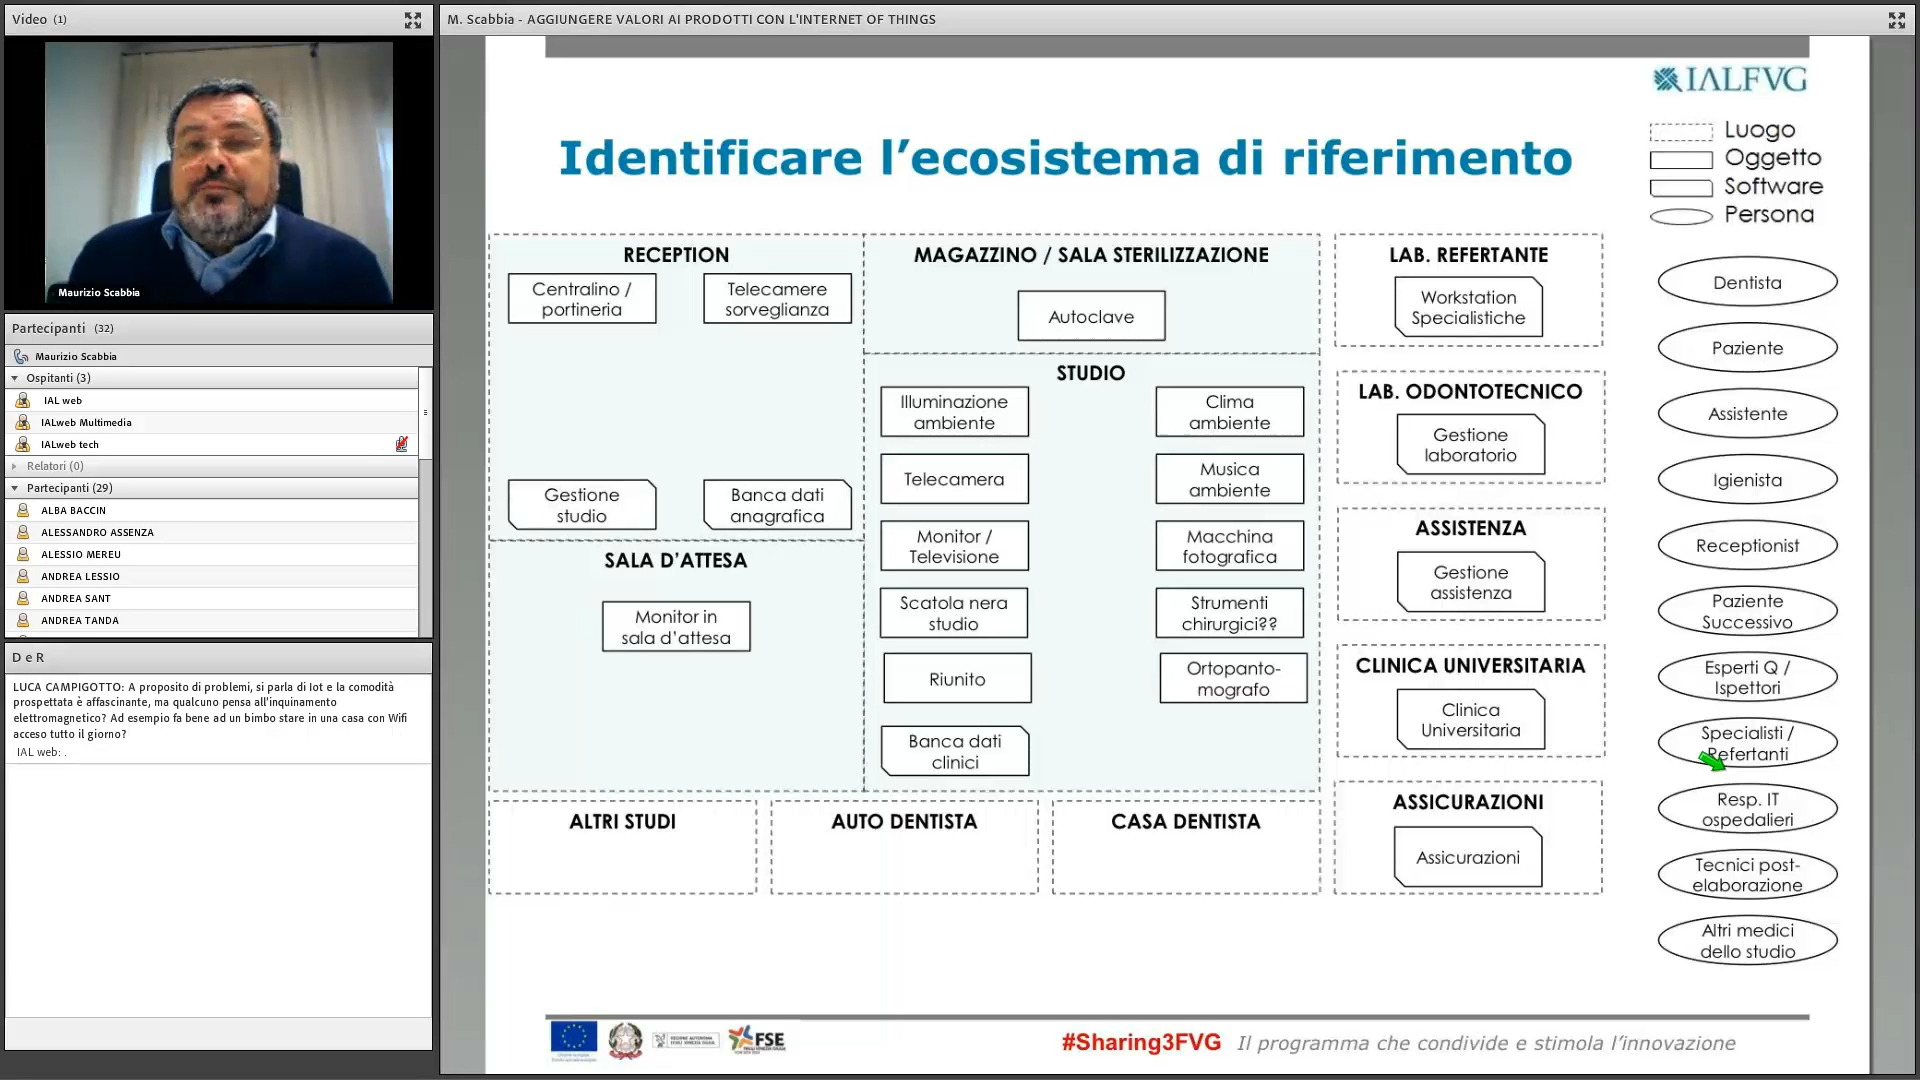 Video (1)
Maurizio Scabbia
Partecipanti (32)
Maurizio Scabbia
Ospitanti (3)
IAL web
IALweb Multimedia
IALweb tech
Relatori (0)
Partecipanti (29)
ALBA BACCIN
ALESSANDRO ASSENZA
ALESSIO MEREU
ANDREA LESSIO
ANDREA SANT
ANDREA TANDA
D e R
LUCA CAMPIGOTTO: A proposito di problemi, si parla di Iot e la comodità
prospettata è affascinante, ma qualcuno pensa all'inquinamento
elettromagnetico? Ad esempio fa bene ad un bimbo stare in una casa con Wifi
acceso tutto il giorno?
IAL web: .
M. Scabbia - AGGIUNGERE VALORI AI PRODOTTI CON L'INTERNET OF THINGS
IALFVG
Identificare l’ecosistema di riferimento
Luogo
Oggetto
Software
Persona
RECEPTION
Centralino /
portineria
Telecamere
sorveglianza
Gestione
studio
Banca dati
anagrafica
SALA D’ATTESA
Monitor in
sala d’attesa
MAGAZZINO / SALA STERILIZZAZIONE
Autoclave
STUDIO
Illuminazione
ambiente
Clima
ambiente
Telecamera
Musica
ambiente
Monitor /
Televisione
Macchina
fotografica
Scatola nera
studio
Strumenti
chirurgici??
Riunito
Ortopanto-
mografo
Banca dati
clinici
ALTRI STUDI
AUTO DENTISTA
CASA DENTISTA
LAB. REFERTANTE
Workstation
Specialistiche
LAB. ODONTOTECNICO
Gestione
laboratorio
ASSISTENZA
Gestione
assistenza
CLINICA UNIVERSITARIA
Clinica
Universitaria
ASSICURAZIONI
Assicurazioni
Dentista
Paziente
Assistente
Igienista
Receptionist
Paziente
Successivo
Esperti Q /
Ispettori
Specialisti /
Refertanti
Resp. IT
ospedalieri
Tecnici post-
elaborazione
Altri medici
dello studio
FSE
#Sharing3FVG Il programma che condivide e stimola l’innovazione